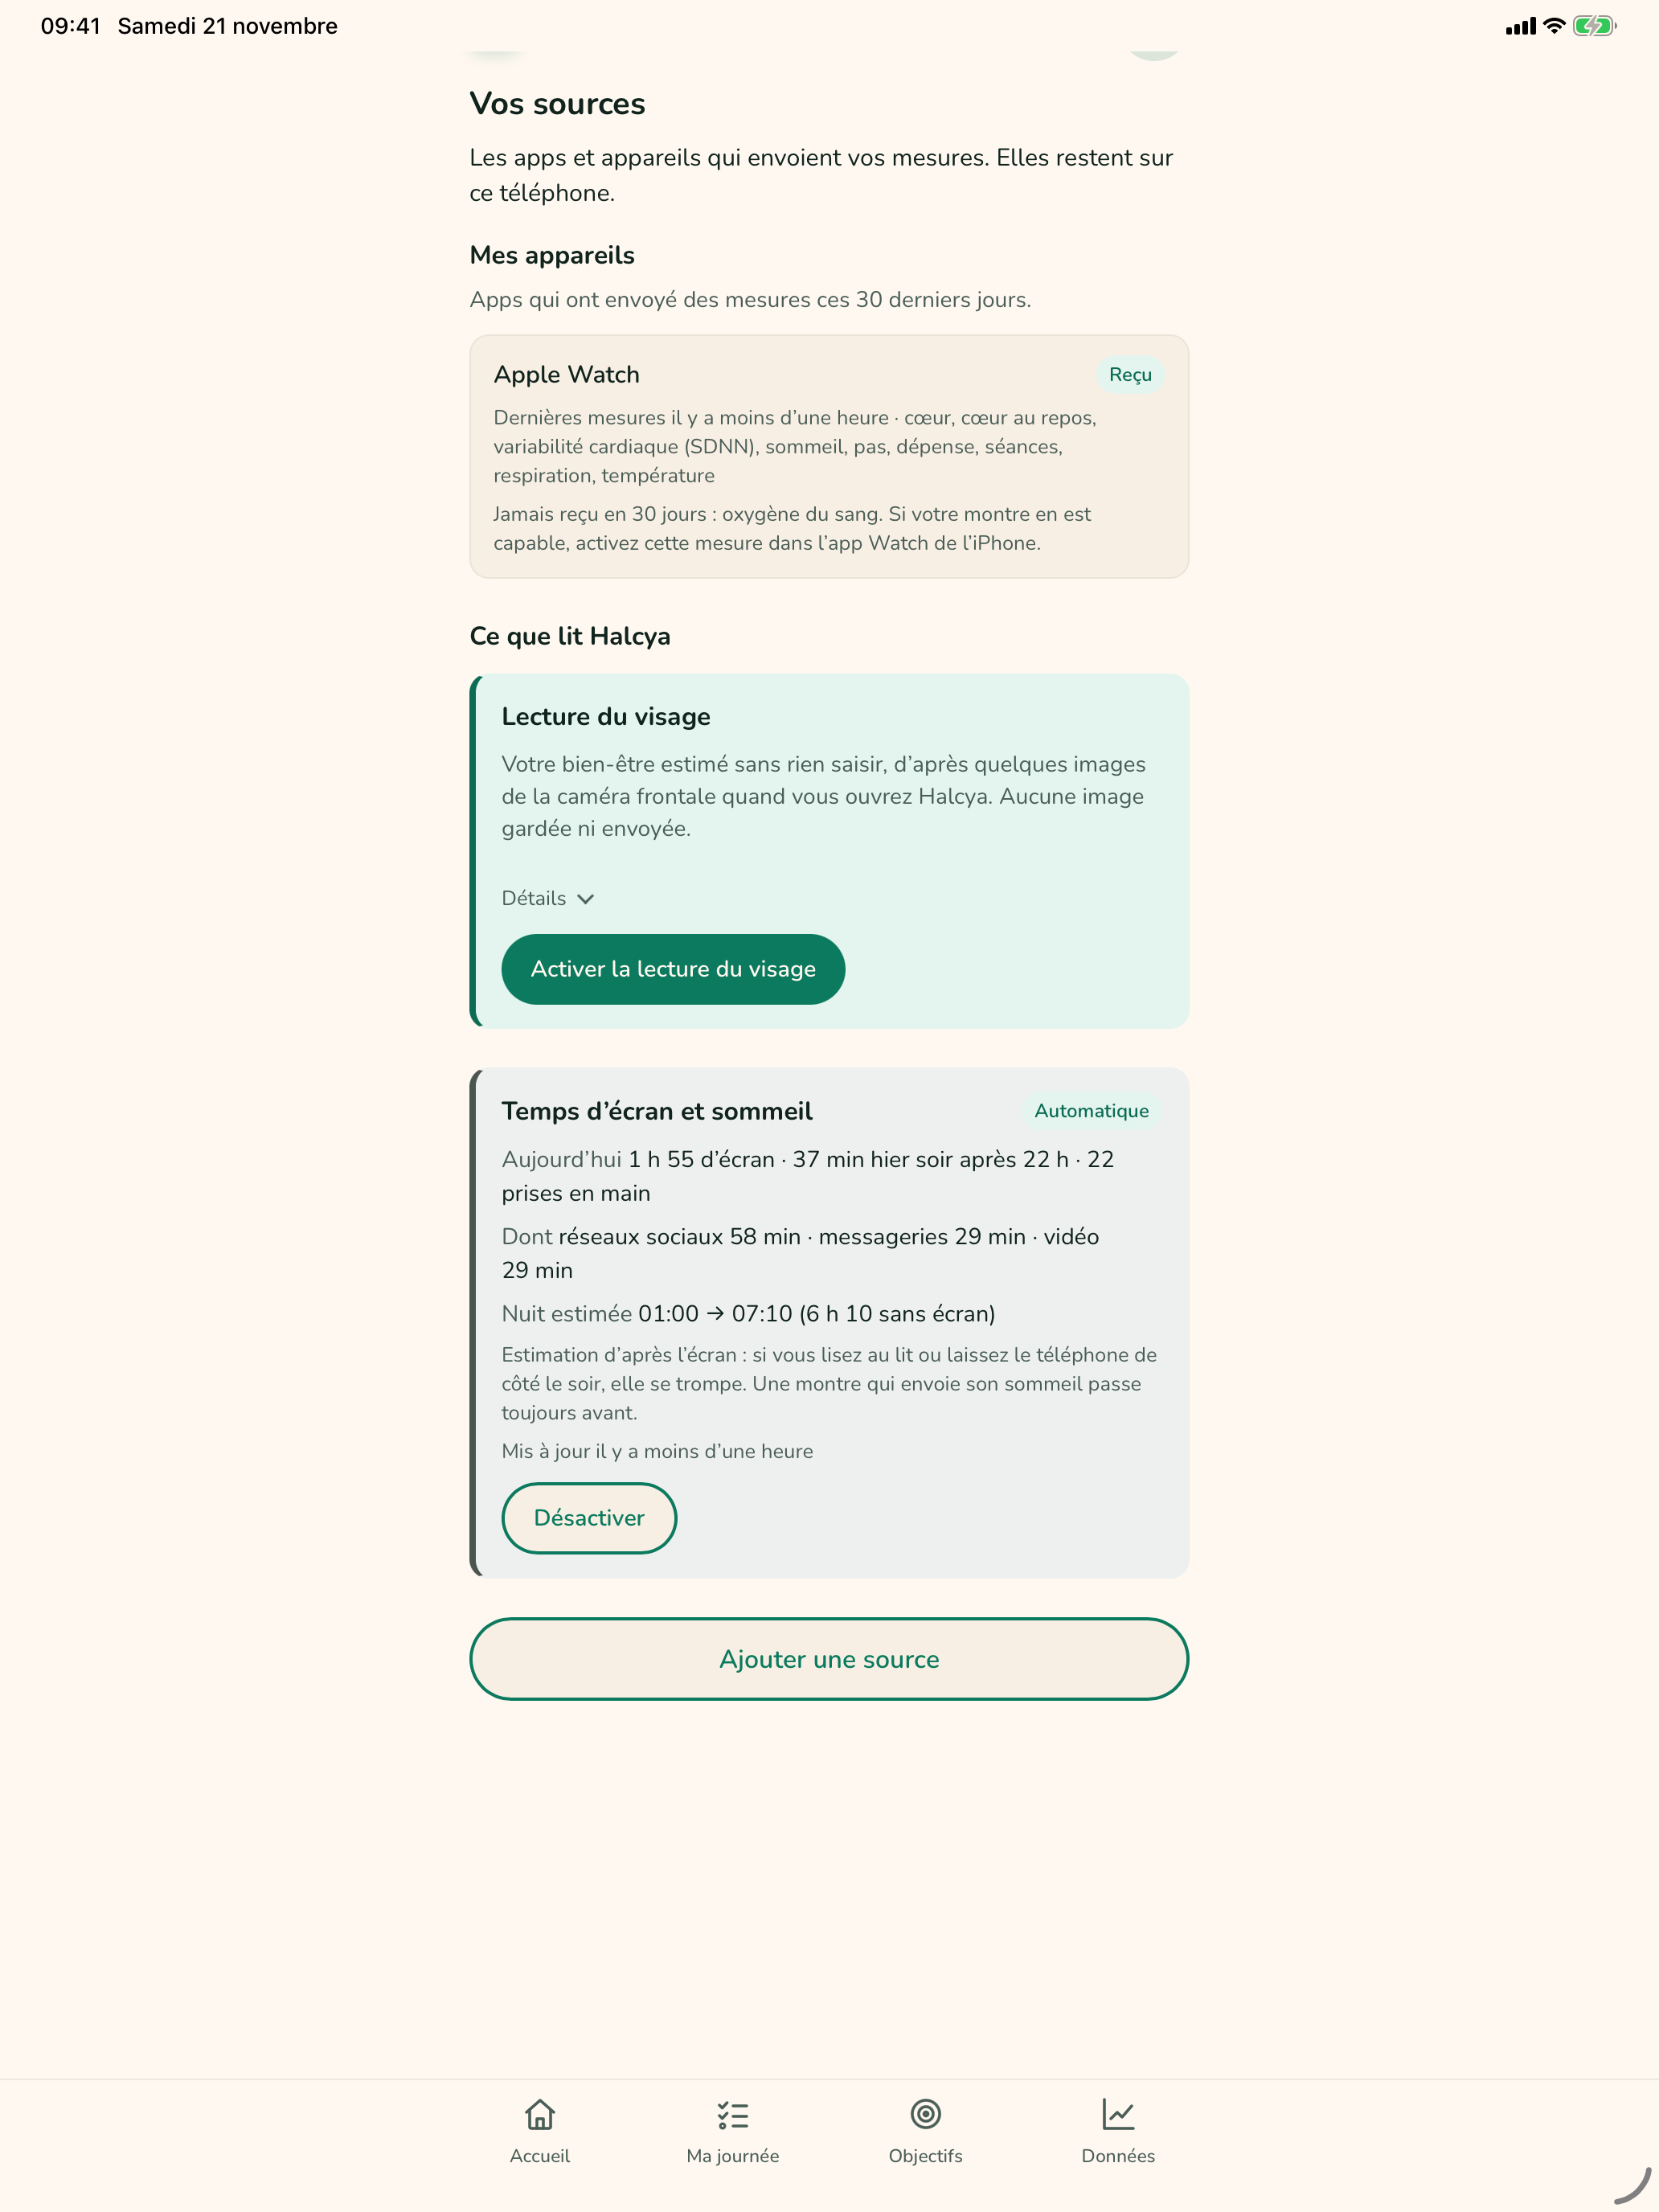 09:41 Samedi 21 novembre
Vos sources
Les apps et appareils qui envoient vos mesures. Elles restent sur
ce téléphone.
Mes appareils
Apps qui ont envoyé des mesures ces 30 derniers jours.
Apple Watch
Reçu
Dernières mesures il y a moins d’une heure · cœur, cœur au repos,
variabilité cardiaque (SDNN), sommeil, pas, dépense, séances,
respiration, température
Jamais reçu en 30 jours : oxygène du sang. Si votre montre en est
capable, activez cette mesure dans l’app Watch de l’iPhone.
Ce que lit Halcya
Lecture du visage
Votre bien-être estimé sans rien saisir, d’après quelques images
de la caméra frontale quand vous ouvrez Halcya. Aucune image
gardée ni envoyée.
Détails
Activer la lecture du visage
Temps d’écran et sommeil
Automatique
Aujourd’hui 1 h 55 d’écran · 37 min hier soir après 22 h · 22
prises en main
Dont réseaux sociaux 58 min · messageries 29 min · vidéo
29 min
Nuit estimée 01:00 → 07:10 (6 h 10 sans écran)
Estimation d’après l’écran : si vous lisez au lit ou laissez le téléphone de
côté le soir, elle se trompe. Une montre qui envoie son sommeil passe
toujours avant.
Mis à jour il y a moins d’une heure
Désactiver
Ajouter une source
Accueil
Ma journée
Objectifs
Données